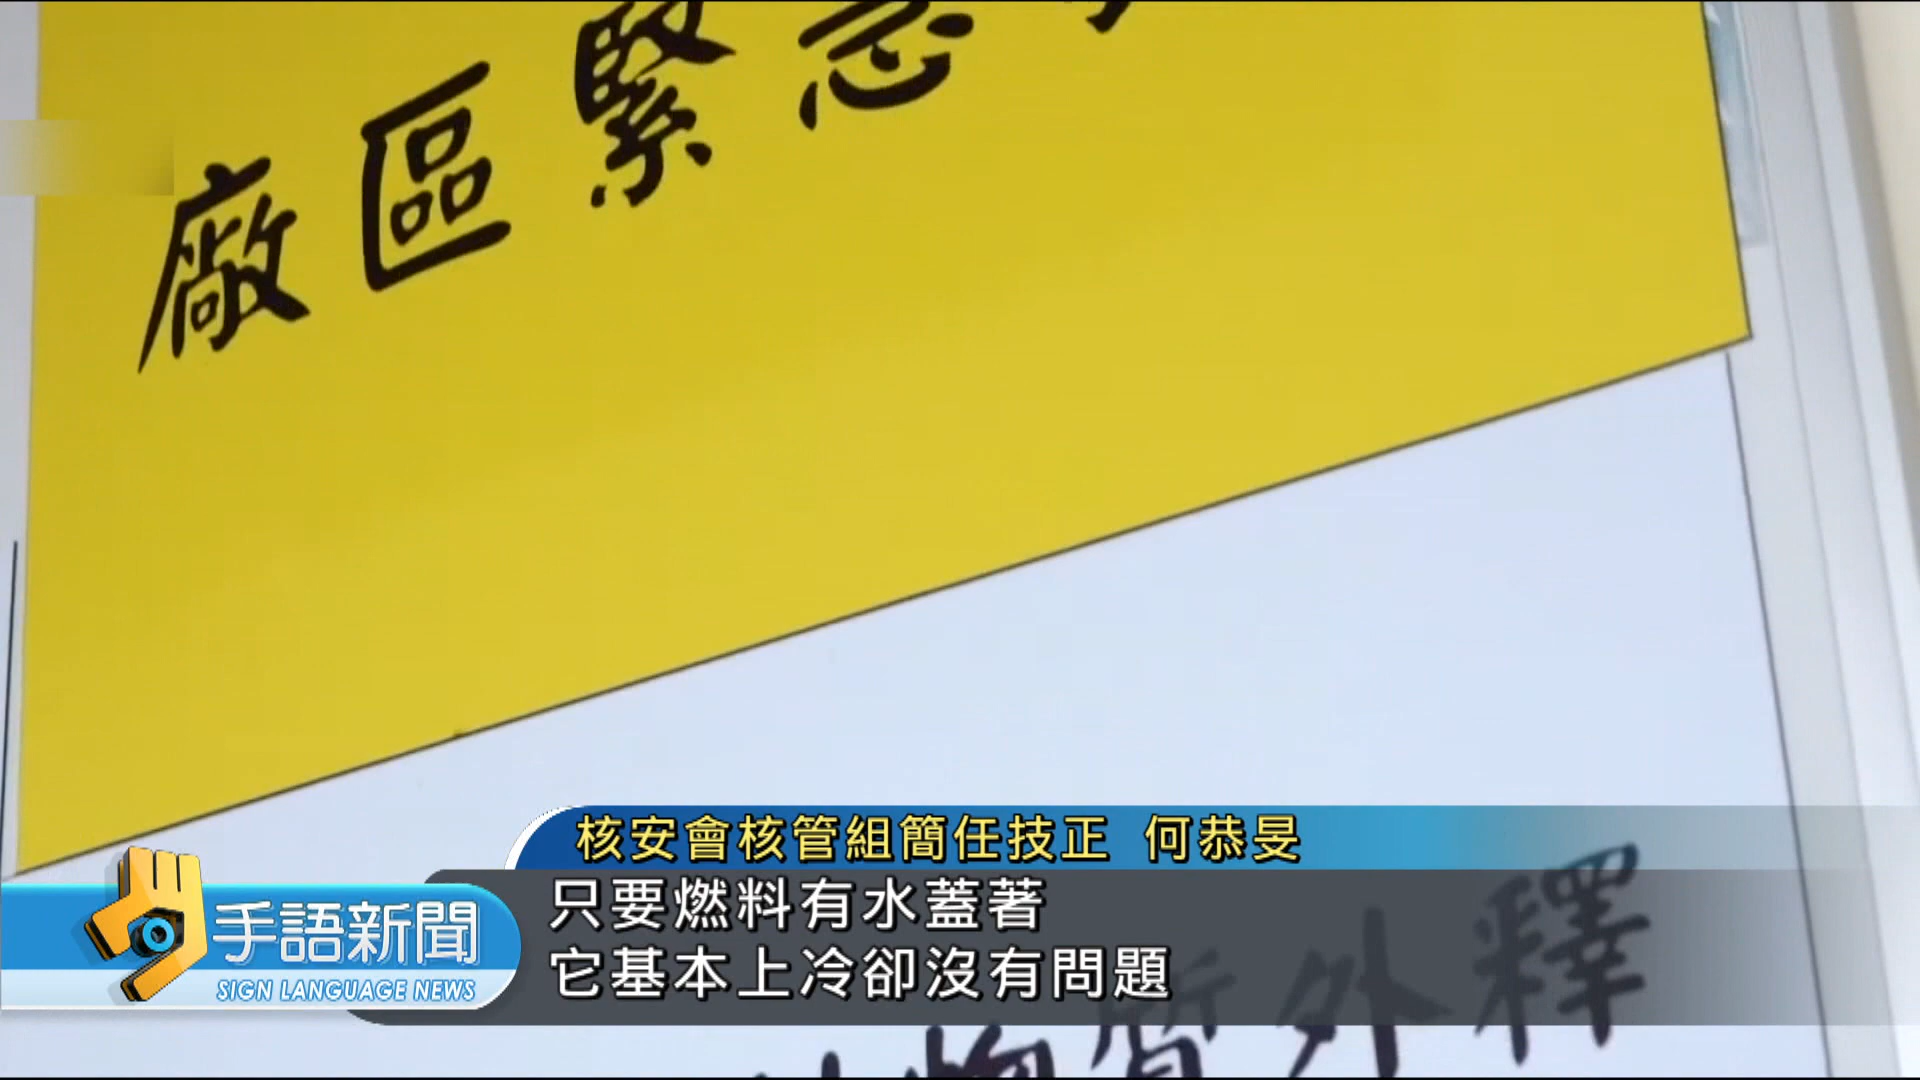 廠區緊急
核安會核管組簡任技正 何恭旻
只要燃料有水蓋著
它基本上冷卻沒有問題
手語新聞
SIGN LANGUAGE NEWS
物質外釋